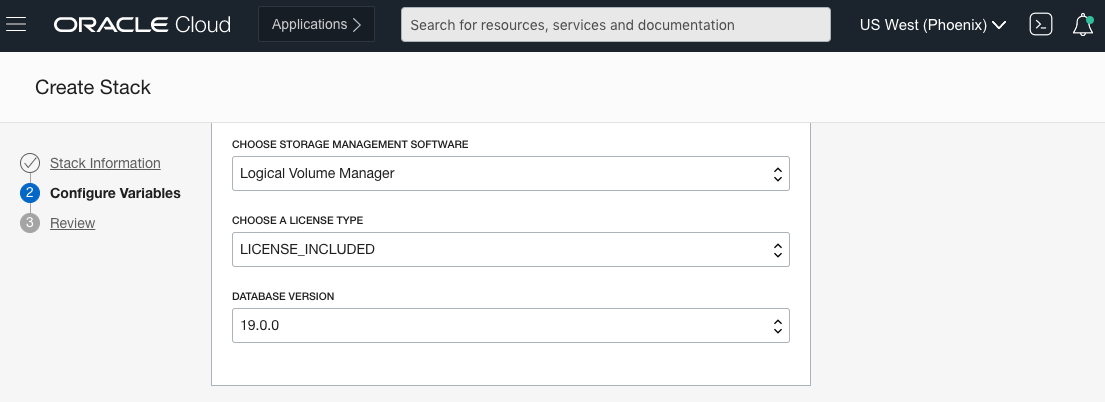 ORACLE Cloud
Applications
Search for resources, services and documentation
US West (Phoenix)
Create Stack
Stack Information
2 Configure Variables
3 Review
CHOOSE STORAGE MANAGEMENT SOFTWARE
Logical Volume Manager
CHOOSE A LICENSE TYPE
LICENSE_INCLUDED
DATABASE VERSION
19.0.0